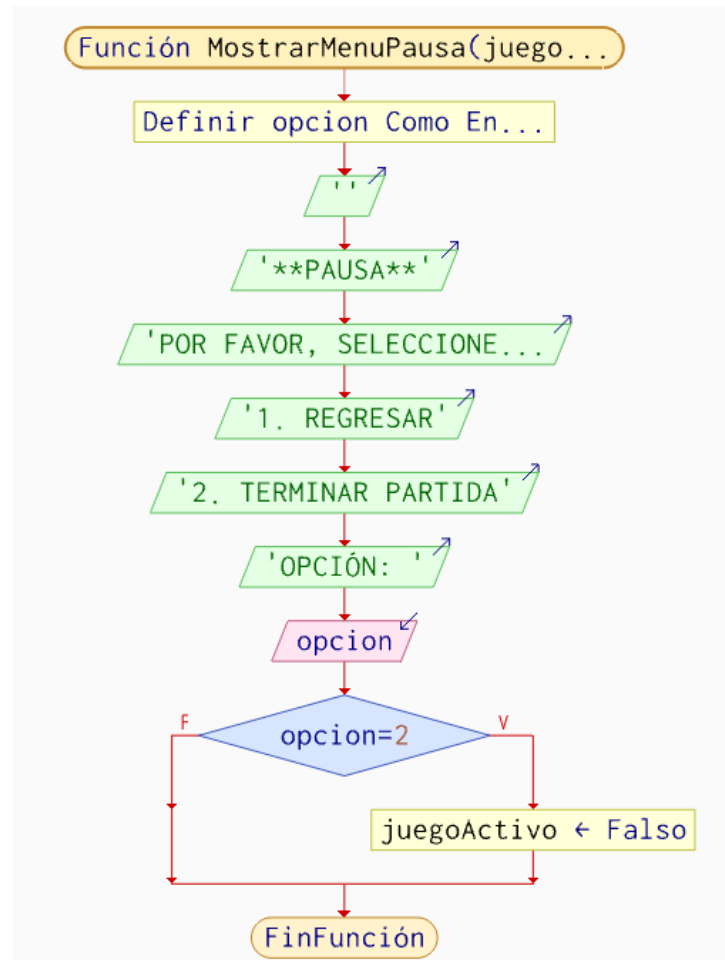 Función MostrarMenuPausa(juego...
Definir opcion Como En...
''
'**PAUSA**'
'POR FAVOR, SELECCIONE...
'1. REGRESAR'
'2. TERMINAR PARTIDA'
'OPCIÓN: '
opcion
F
V
opcion=2
juegoActivo ← Falso
FinFunción